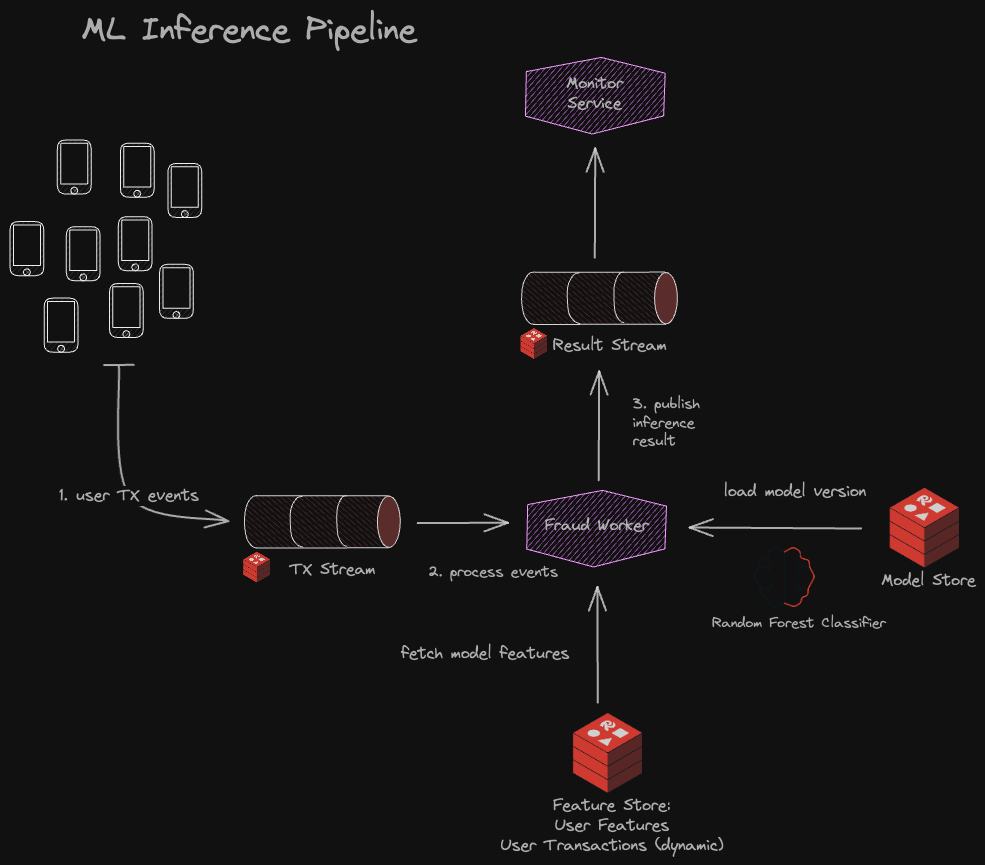 ML Inference Pipeline
Monitor
Service
Result Stream
3. publish
inference
result
1. user TX events
load model version
Fraud Worker
TX Stream
2. process events
Model Store
Random Forest Classifier
fetch model features
Feature Store:
User Features
User Transactions (dynamic)